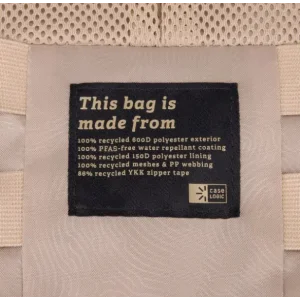 This bag is
made from
100% recycled 600D polyester exterior
100% PFAS-free water repellant coating
100% recycled 150D polyester lining
100% recycled meshes & PP webbing
88% recycled YKK zipper tape
case
LOGIC